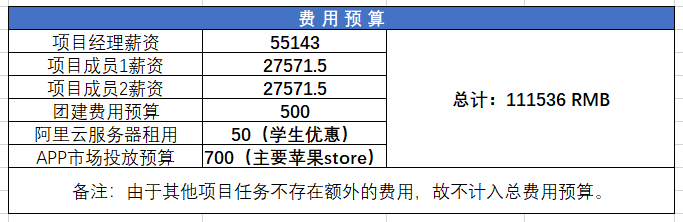 费用预算
项目经理薪资 55143
项目成员1薪资 27571.5
项目成员2薪资 27571.5
团建费用预算 500
阿里云服务器租用 50（学生优惠）
APP市场投放预算 700（主要苹果store）
总计：111536 RMB
备注：由于其他项目任务不存在额外的费用，故不计入总费用预算。